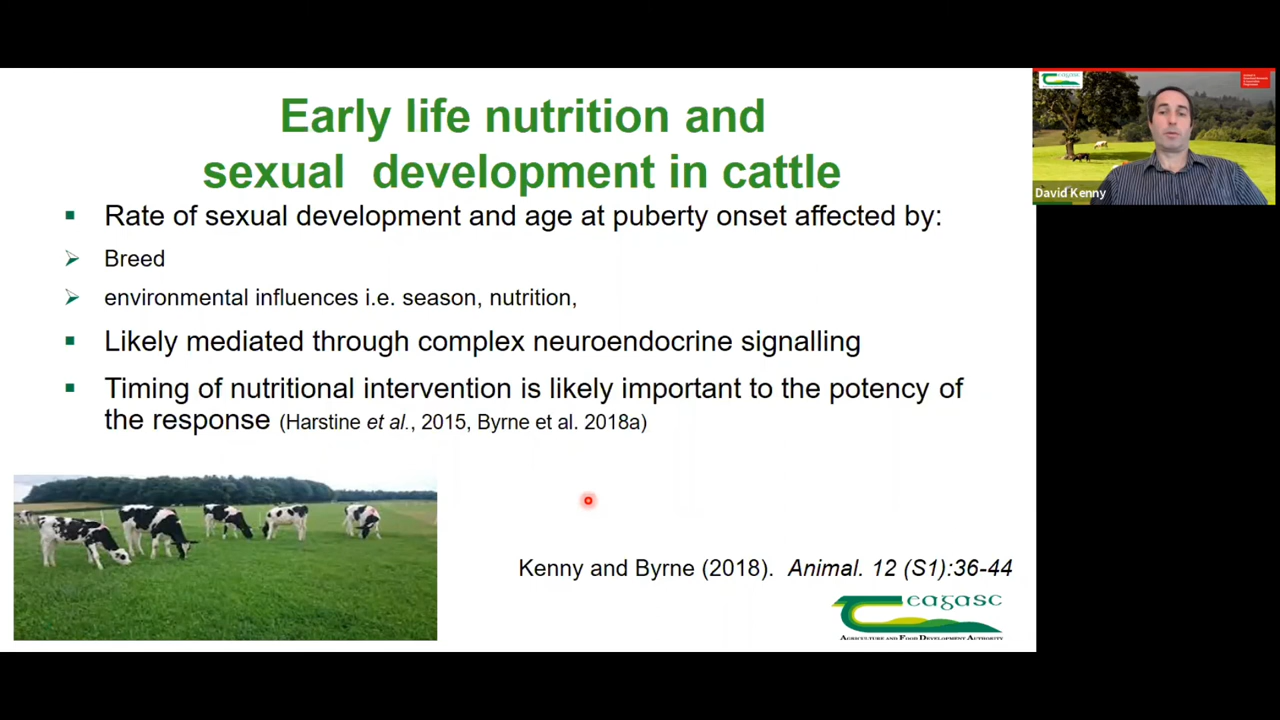 Early life nutrition and
sexual development in cattle
▪ Rate of sexual development and age at puberty onset affected by:
➢ Breed
➢ environmental influences i.e. season, nutrition,
▪ Likely mediated through complex neuroendocrine signalling
▪ Timing of nutritional intervention is likely important to the potency of
the response (Harstine et al., 2015, Byrne et al. 2018a)
Kenny and Byrne (2018). Animal. 12 (S1):36-44
teagasc
AGRICULTURE AND FOOD DEVELOPMENT AUTHORITY
teagasc
David Kenny